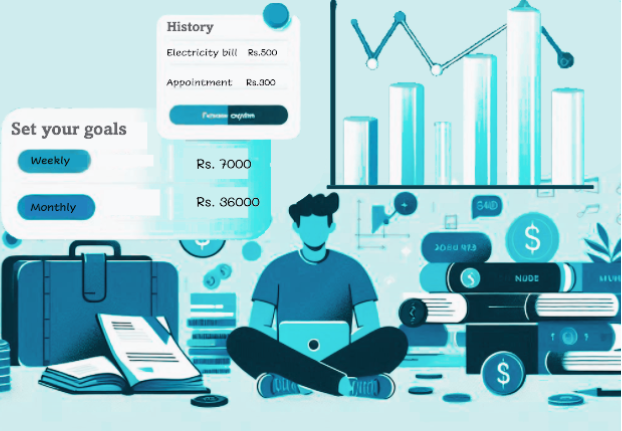 History
Electricity bill Rs.500
Appointment Rs.300
Set your goals
Weekly Rs. 7000
Monthly Rs. 36000